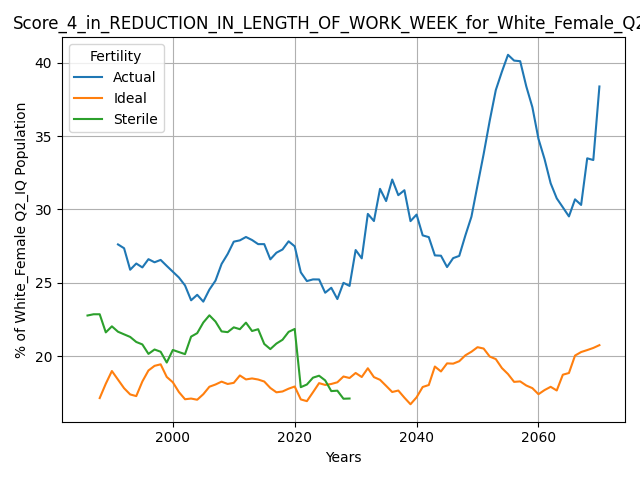 Score_4_in_REDUCTION_IN_LENGTH_OF_WORK_WEEK_for_White_Female_Q2
Fertility
Actual
Ideal
Sterile
% of White_Female Q2_IQ Population
40
35
30
25
20
2000
2020
2040
2060
Years